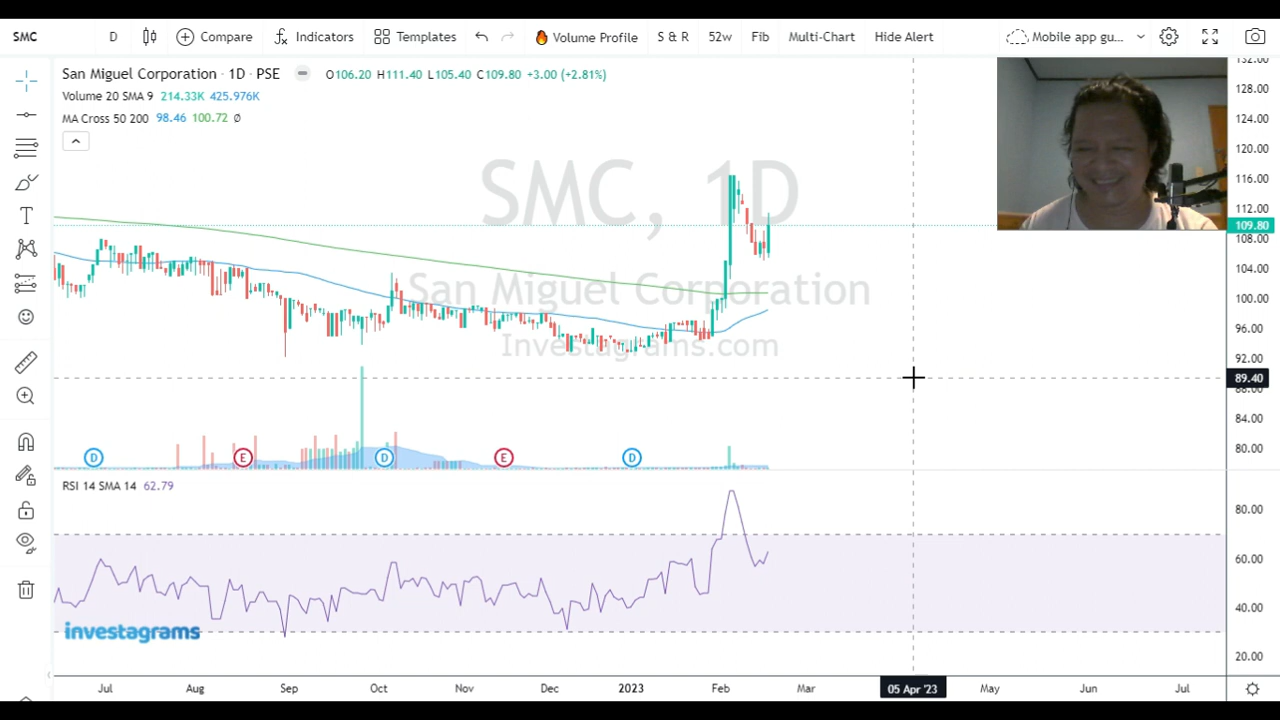 SMC D Compare Indicators Templates Volume Profile S & R 52w Fib Multi-Chart Hide Alert Mobile app gu...
San Miguel Corporation · 1D · PSE O106.20 H111.40 L105.40 C109.80 +3.00 (+2.81%)
Volume 20 SMA 9 214.33K 425.976K
MA Cross 50 200 98.46 100.72 Ø
SMC, 1D
San Miguel Corporation
Investagrams.com
132.00
128.00
124.00
120.00
116.00
112.00
109.80
108.00
104.00
100.00
96.00
92.00
89.40
88.00
84.00
80.00
D E D E D
RSI 14 SMA 14 62.79
80.00
60.00
40.00
20.00
investagrams
Jul Aug Sep Oct Nov Dec 2023 Feb Mar 05 Apr '23 May Jun Jul